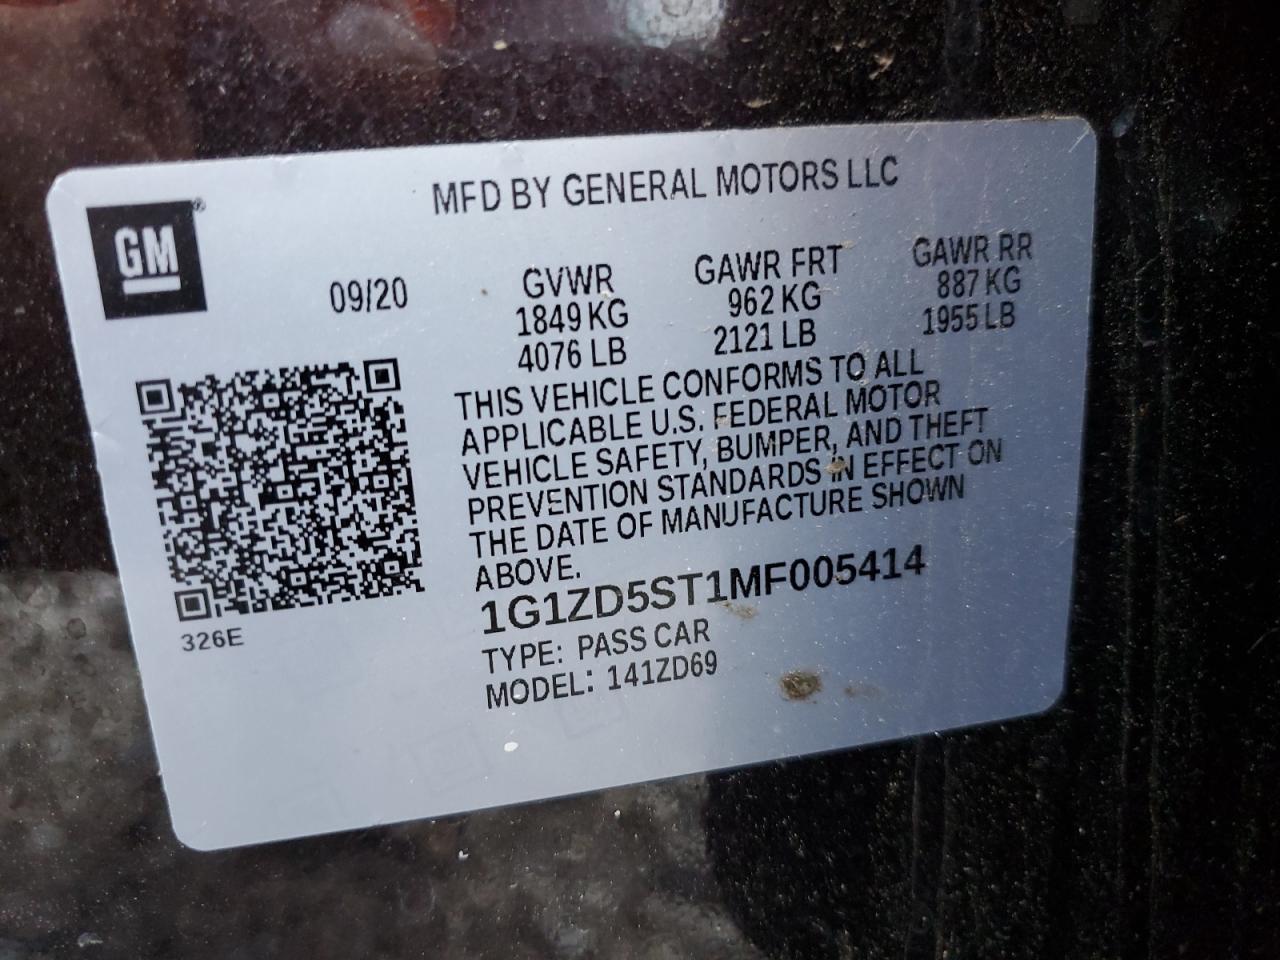 MFD BY GENERAL MOTORS LLC
GM®
09/20
GVWR
1849 KG
4076 LB
GAWR FRT
962 KG
2121 LB
GAWR RR
887 KG
1955 LB
THIS VEHICLE CONFORMS TO ALL
APPLICABLE U.S. FEDERAL MOTOR
VEHICLE SAFETY, BUMPER, AND THEFT
PREVENTION STANDARDS IN EFFECT ON
THE DATE OF MANUFACTURE SHOWN
ABOVE.
1G1ZD5ST1MF005414
TYPE: PASS CAR
MODEL: 141ZD69
326E